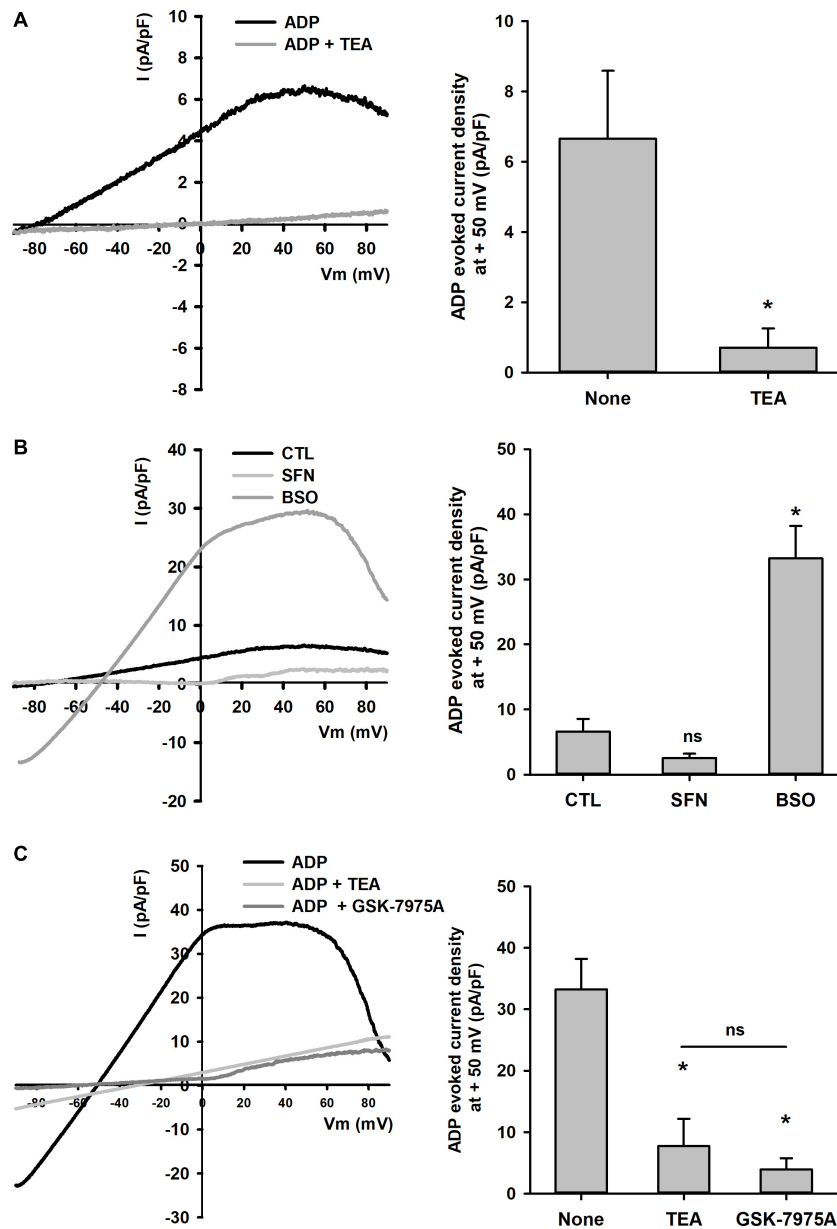 A
I (pA/pF)
10
8
6
4
2
0
-2
-4
-6
-8
-80 -60 -40 -20 0 20 40 60 80
Vm (mV)
ADP
ADP + TEA
ADP evoked current density
at + 50 mV (pA/pF)
10
8
6
4
2
0
*
None TEA
B
I (pA/pF)
40
30
20
10
0
-10
-20
-80 -60 -40 -20 0 20 40 60 80
Vm (mV)
CTL
SFN
BSO
ADP evoked current density
at + 50 mV (pA/pF)
50
40
30
20
10
0
ns
*
CTL SFN BSO
C
I (pA/pF)
50
40
30
20
10
0
-10
-20
-30
-80 -60 -40 -20 0 20 40 60 80
Vm (mV)
ADP
ADP + TEA
ADP + GSK-7975A
ADP evoked current density
at + 50 mV (pA/pF)
50
40
30
20
10
0
ns
*
*
None TEA GSK-7975A